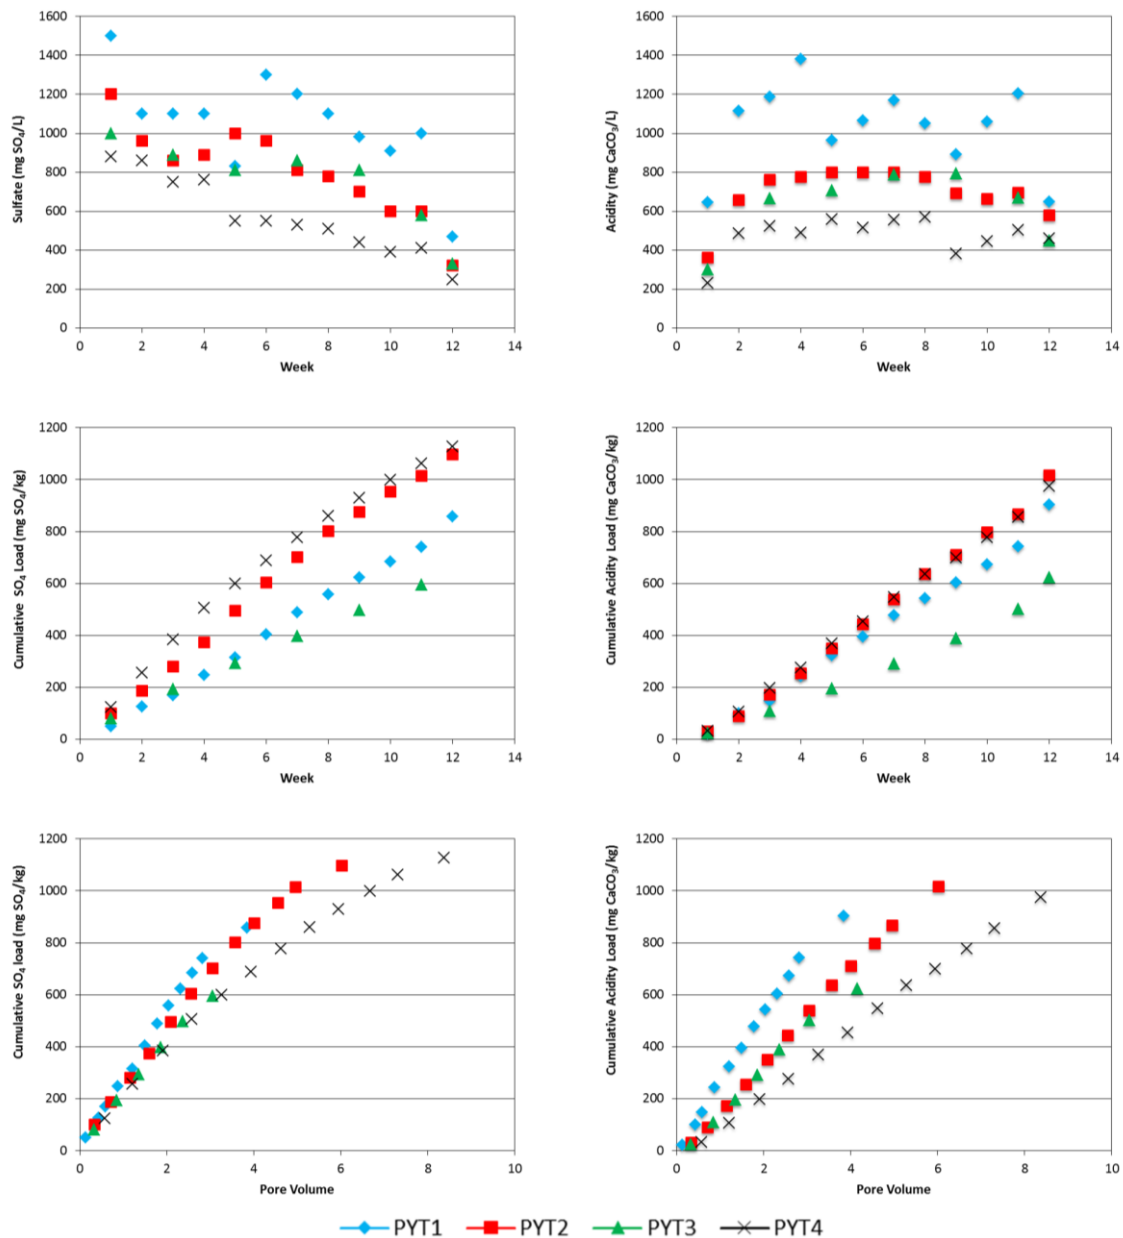 Sulfate (mg SO₄/L)
1600
1400
1200
1000
800
600
400
200
0
0 2 4 6 8 10 12 14
Week
Acidity (mg CaCO₃/L)
1600
1400
1200
1000
800
600
400
200
0
0 2 4 6 8 10 12 14
Week
Cumulative SO₄ Load (mg SO₄/kg)
1200
1000
800
600
400
200
0
0 2 4 6 8 10 12 14
Week
Cumulative Acidity Load (mg CaCO₃/kg)
1200
1000
800
600
400
200
0
0 2 4 6 8 10 12 14
Week
Cumulative SO₄ load (mg SO₄/kg)
1200
1000
800
600
400
200
0
0 2 4 6 8 10
Pore Volume
Cumulative Acidity Load (mg CaCO₃/kg)
1200
1000
800
600
400
200
0
0 2 4 6 8 10
Pore Volume
PYT1 PYT2 PYT3 PYT4